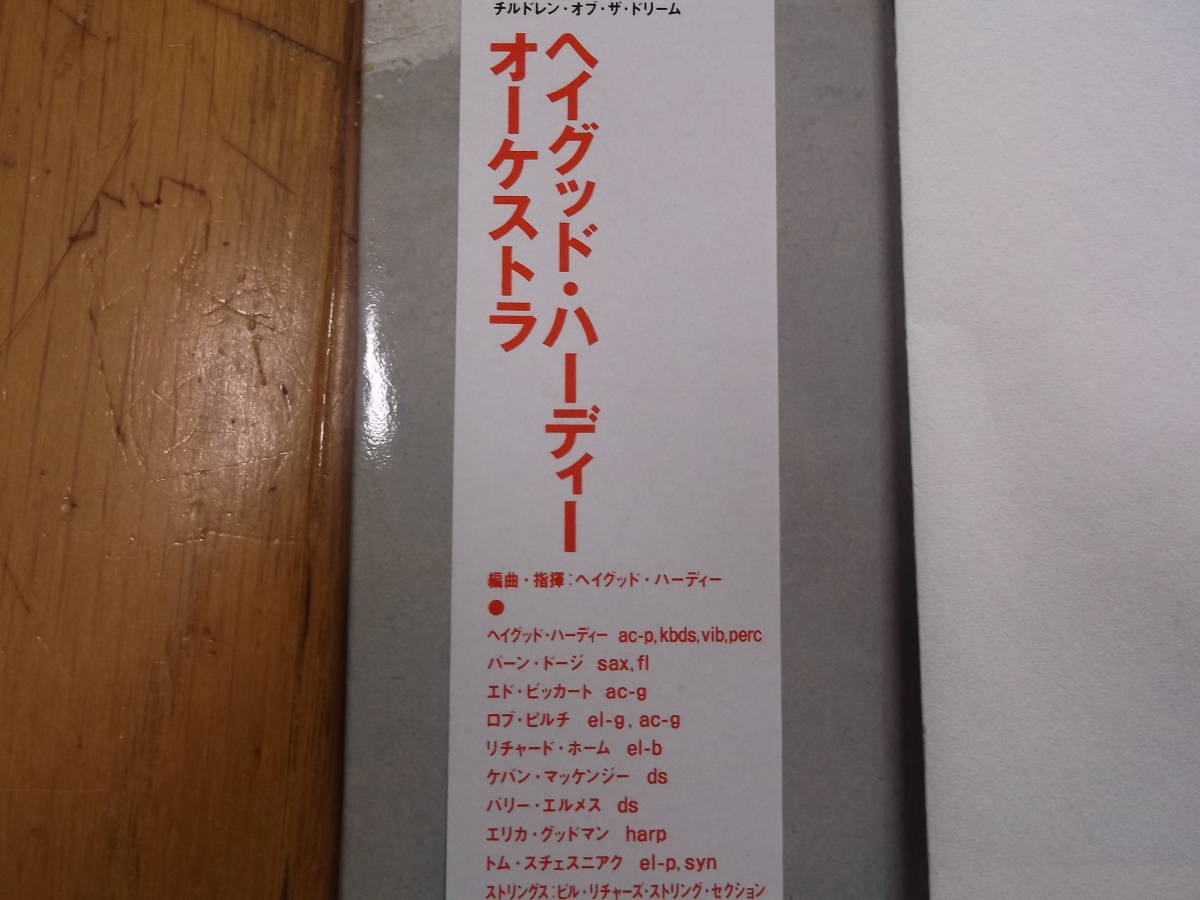 チルドレン・オブ・ザ・ドリーム
ヘイグッド・ハーディー
オーケストラ
編曲・指揮:ヘイグッド・ハーディー
●
ヘイグッド・ハーディー ac-p,kbds,vib,perc
バーン・ドージ sax,fl
エド・ビッカート ac-g
ロブ・ピルチ el-g, ac-g
リチャード・ホーム el-b
ケバン・マッケンジー ds
バリー・エルメス ds
エリカ・グッドマン harp
トム・スチェスニアク el-p,syn
ストリングス:ビル・リチャーズ・ストリング・セクション